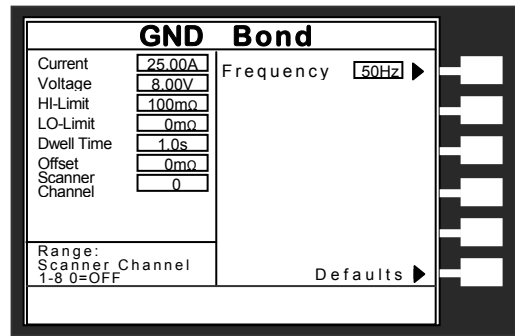 GND Bond
Current 25.00A
Voltage 8.00V
HI-Limit 100mΩ
LO-Limit 0mΩ
Dwell Time 1.0s
Offset 0mΩ
Scanner
Channel 0
Frequency 50Hz
Range:
Scanner Channel
1-8 0=OFF
Defaults